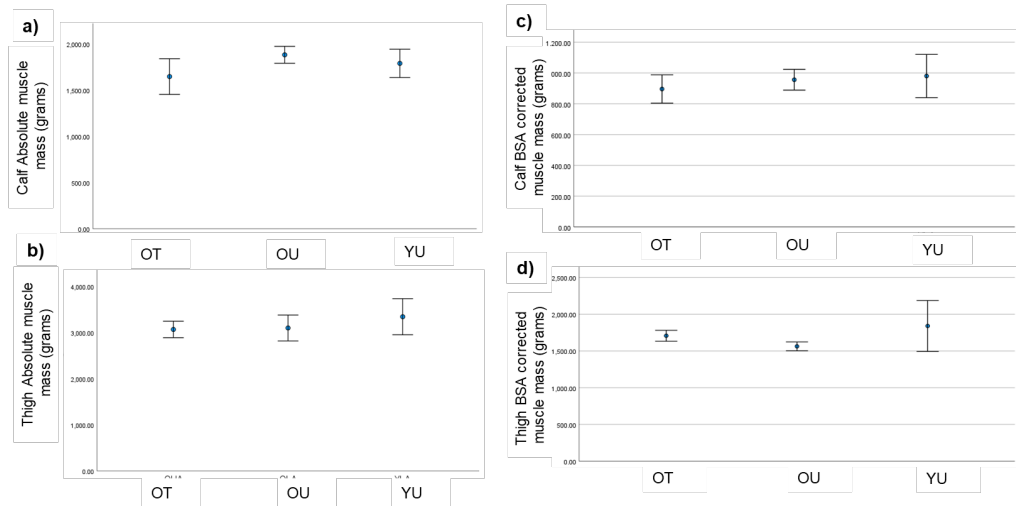 a)
Calf Absolute muscle
mass (grams)
2,000.00
1,500.00
1,000.00
500.00
0.00
OT
OU
YU
b)
Thigh Absolute muscle
mass (grams)
4,000.00
3,000.00
2,000.00
1,000.00
0.00
OT
OU
YU
c)
Calf BSA corrected
muscle mass (grams)
1,200.00
000.00
800.00
600.00
400.00
200.00
0.00
OT
OU
YU
d)
Thigh BSA corrected
muscle mass (grams)
2,500.00
2,000.00
1,500.00
1,000.00
500.00
0.00
OT
OU
YU